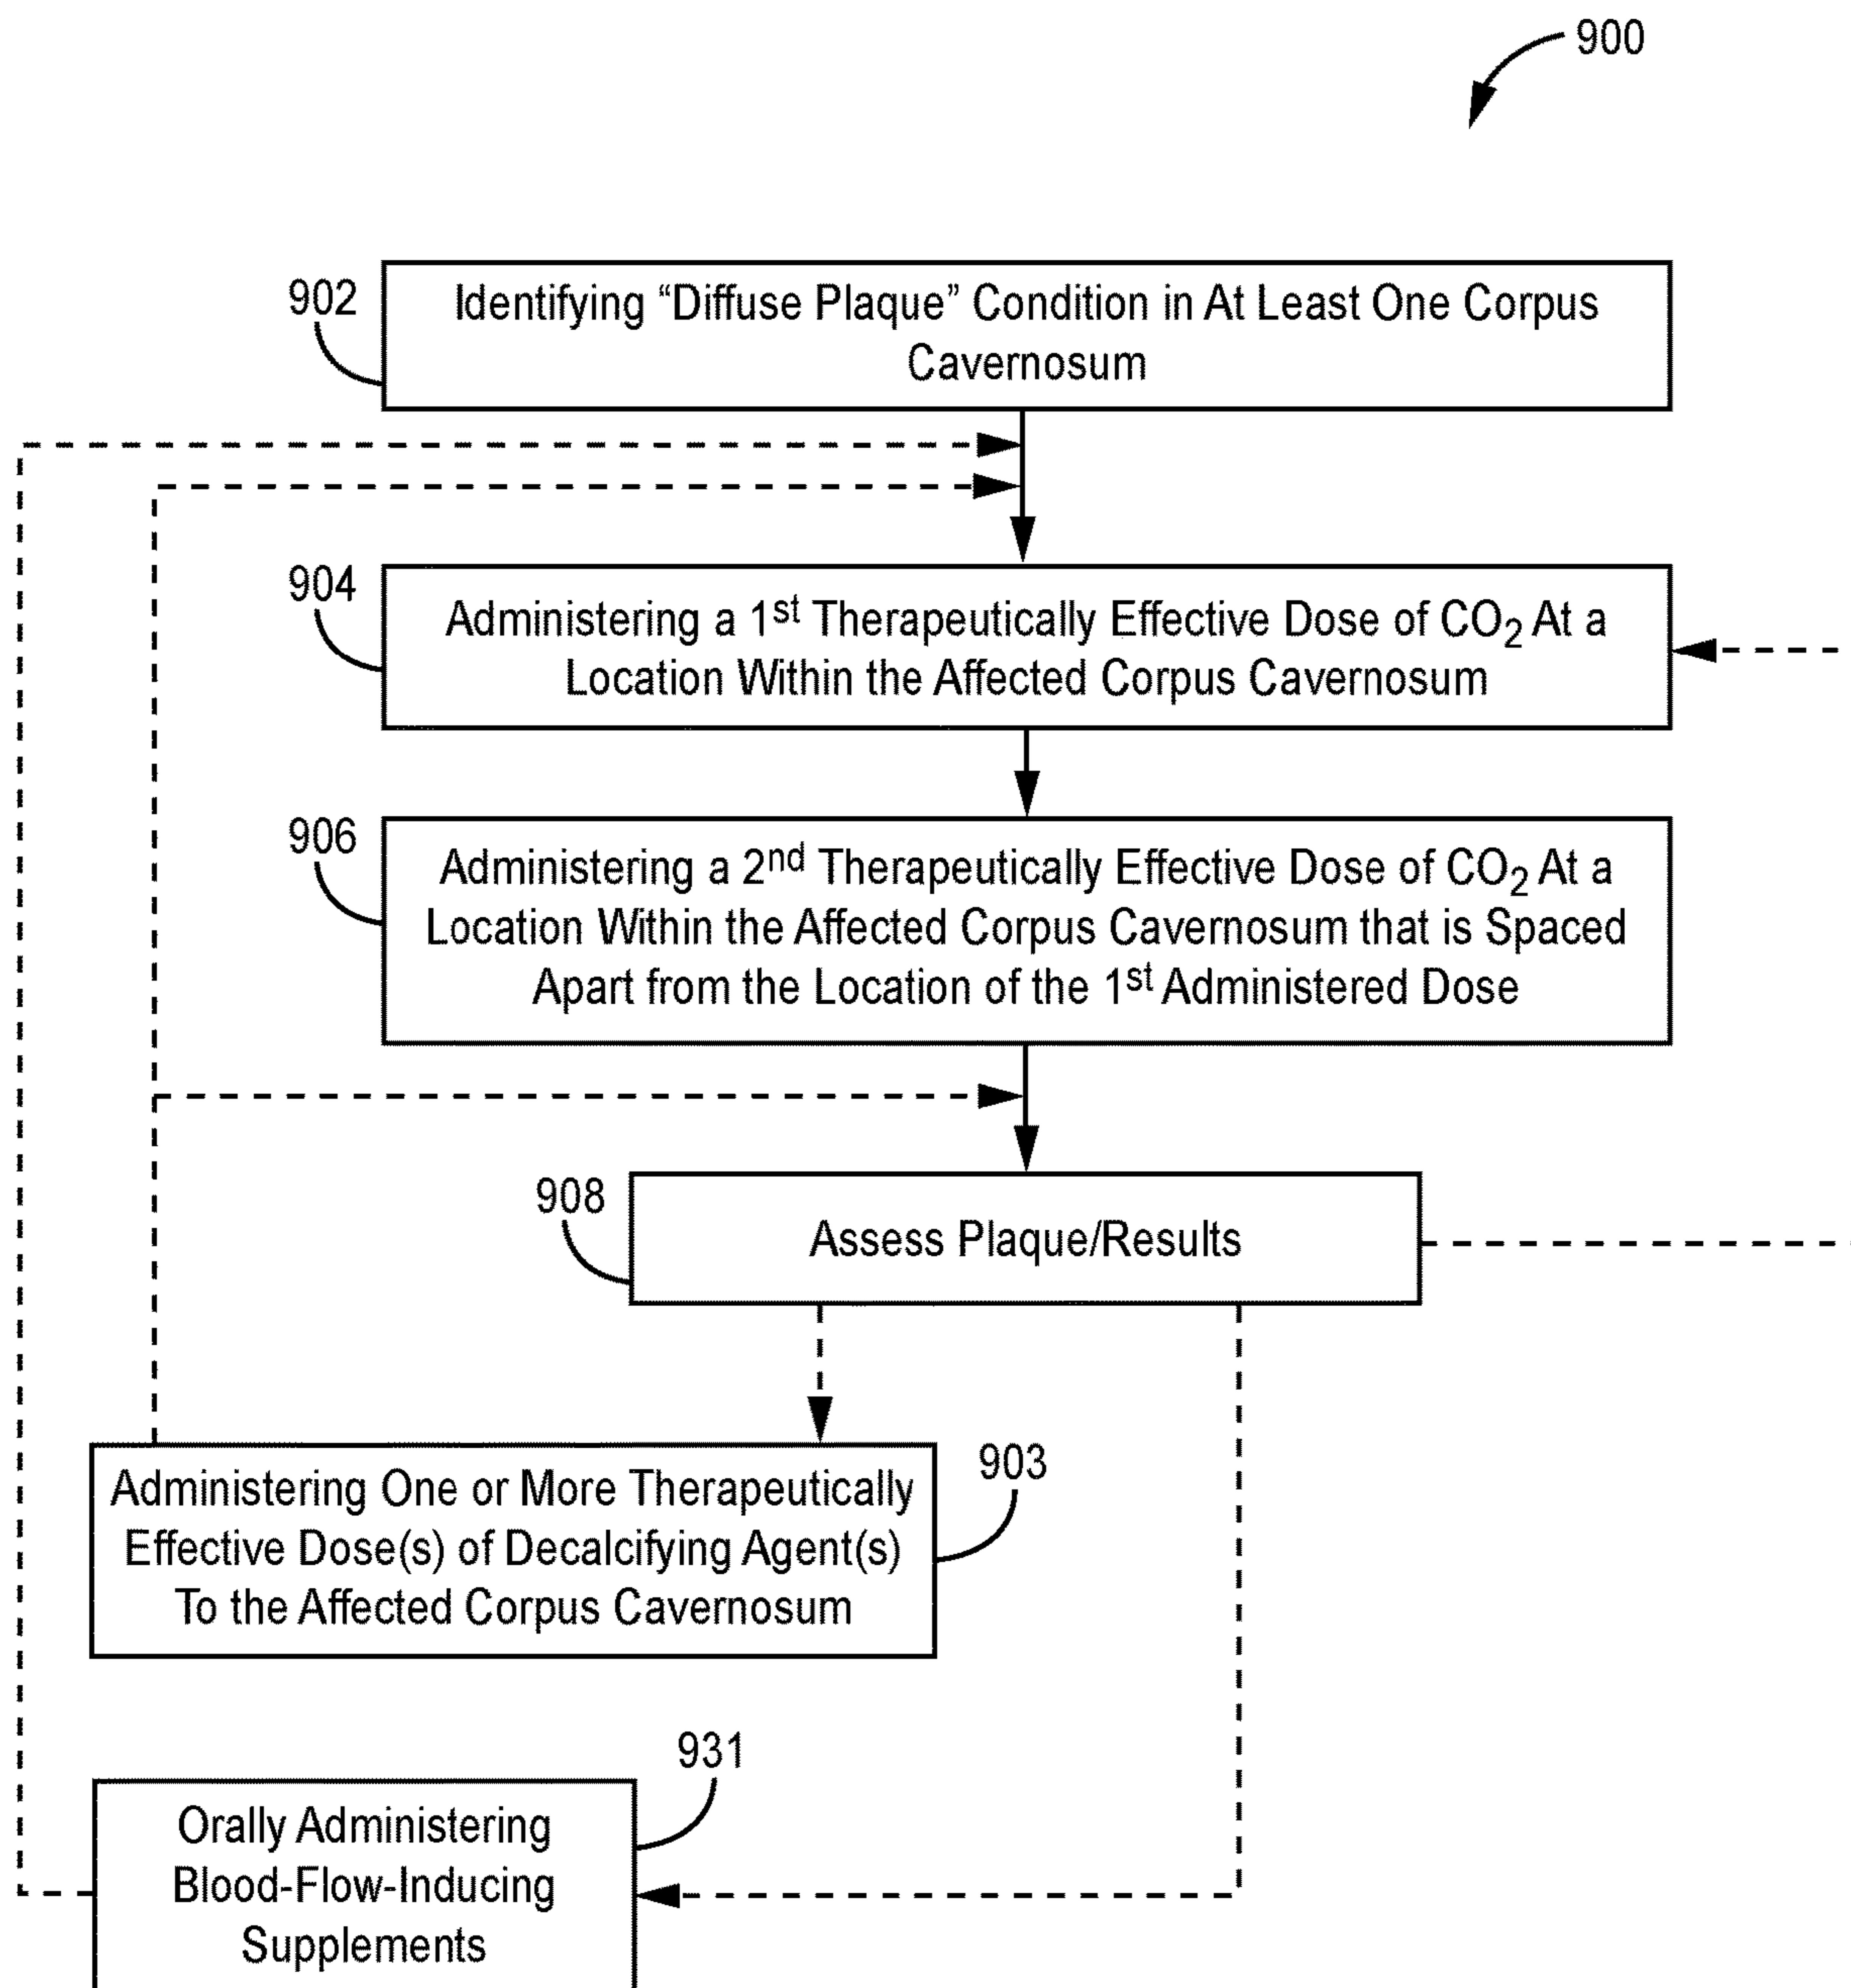 900
902
Identifying “Diffuse Plaque” Condition in At Least One Corpus
Cavernosum
904
Administering a 1st Therapeutically Effective Dose of CO2 At a
Location Within the Affected Corpus Cavernosum
906
Administering a 2nd Therapeutically Effective Dose of CO2 At a
Location Within the Affected Corpus Cavernosum that is Spaced
Apart from the Location of the 1st Administered Dose
908
Assess Plaque/Results
903
Administering One or More Therapeutically
Effective Dose(s) of Decalcifying Agent(s)
To the Affected Corpus Cavernosum
931
Orally Administering
Blood-Flow-Inducing
Supplements